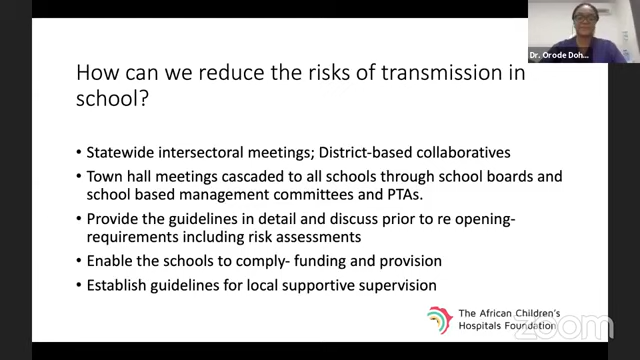 Dr. Orode Doh...
How can we reduce the risks of transmission in
school?
• Statewide intersectoral meetings; District-based collaboratives
• Town hall meetings cascaded to all schools through school boards and
school based management committees and PTAs.
• Provide the guidelines in detail and discuss prior to re opening-
requirements including risk assessments
• Enable the schools to comply- funding and provision
• Establish guidelines for local supportive supervision
The African Children's
Hospitals Foundation
zoom